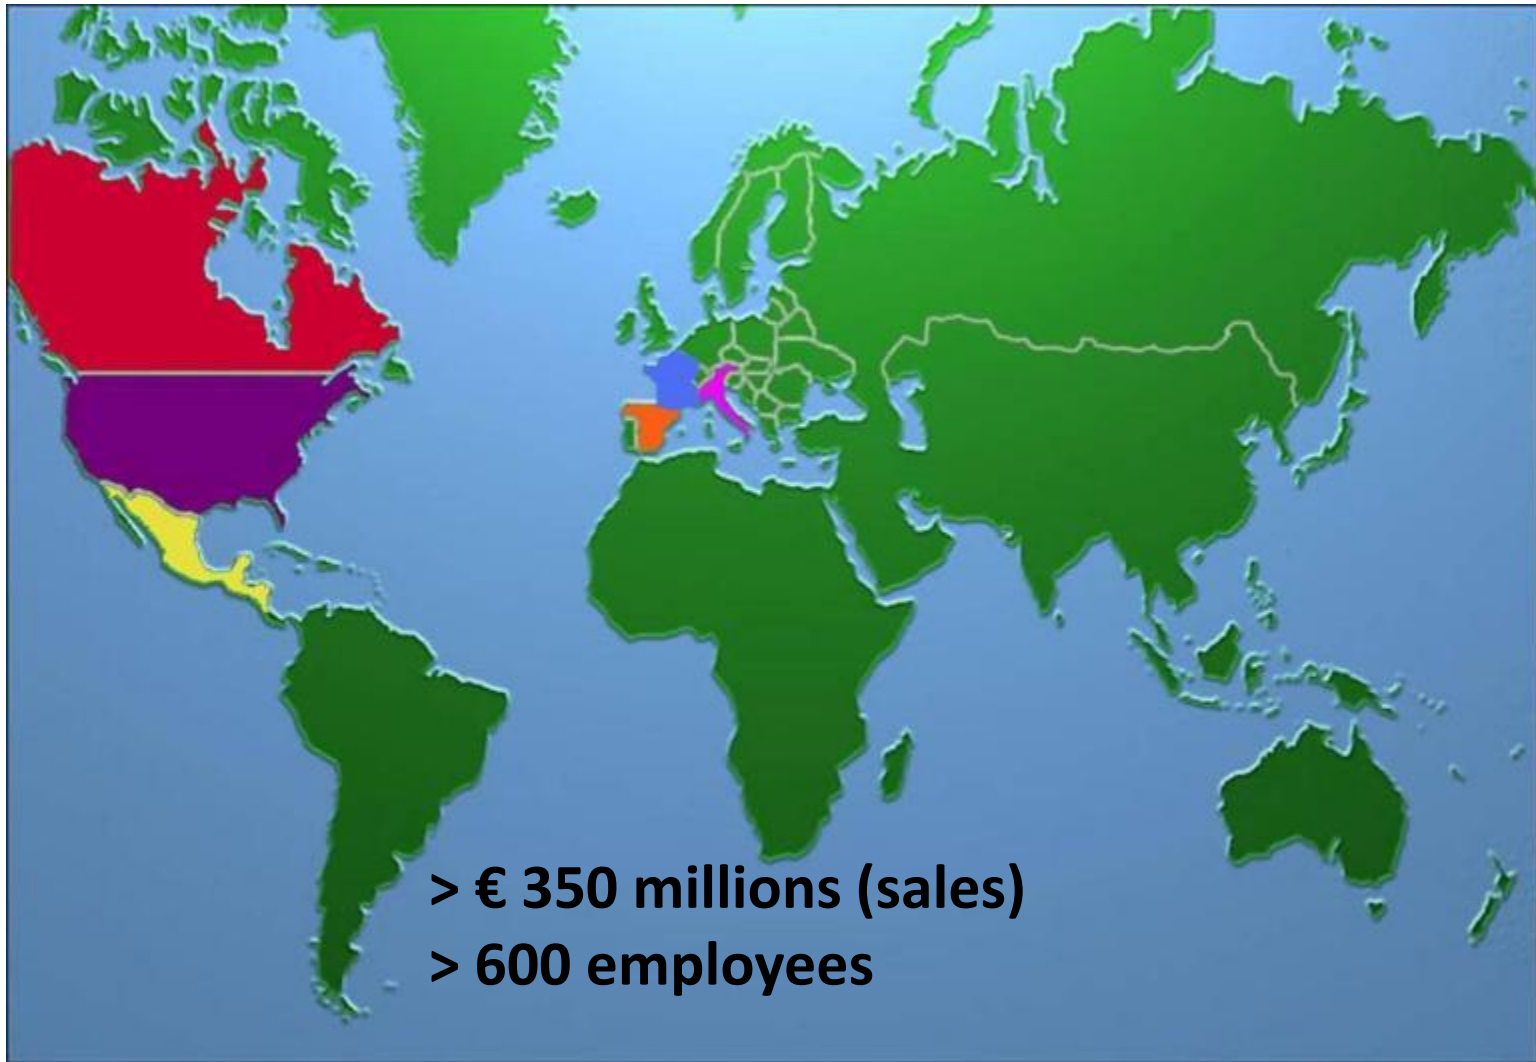 > € 350 millions (sales)
> 600 employees